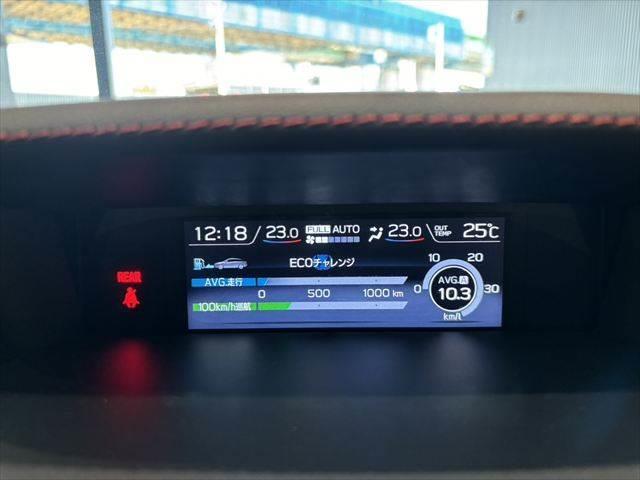 12:18 23.0 FULL AUTO 23.0 OUT TEMP 25℃
ECOチャレンジ
AVG.走行
0 500 1000 km
100km/h巡航
0 10 20 30
AVG.A
10.3
km/l
REAR